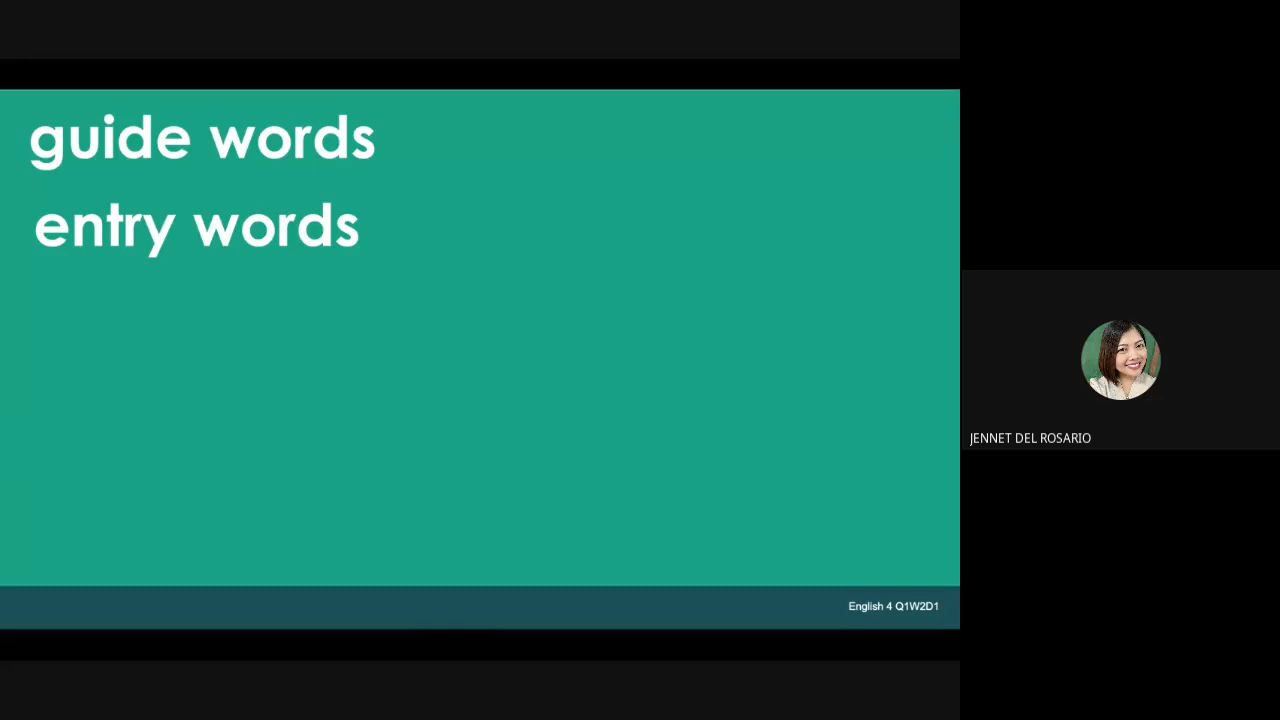 guide words
entry words
JENNET DEL ROSARIO
English 4 Q1W2D1